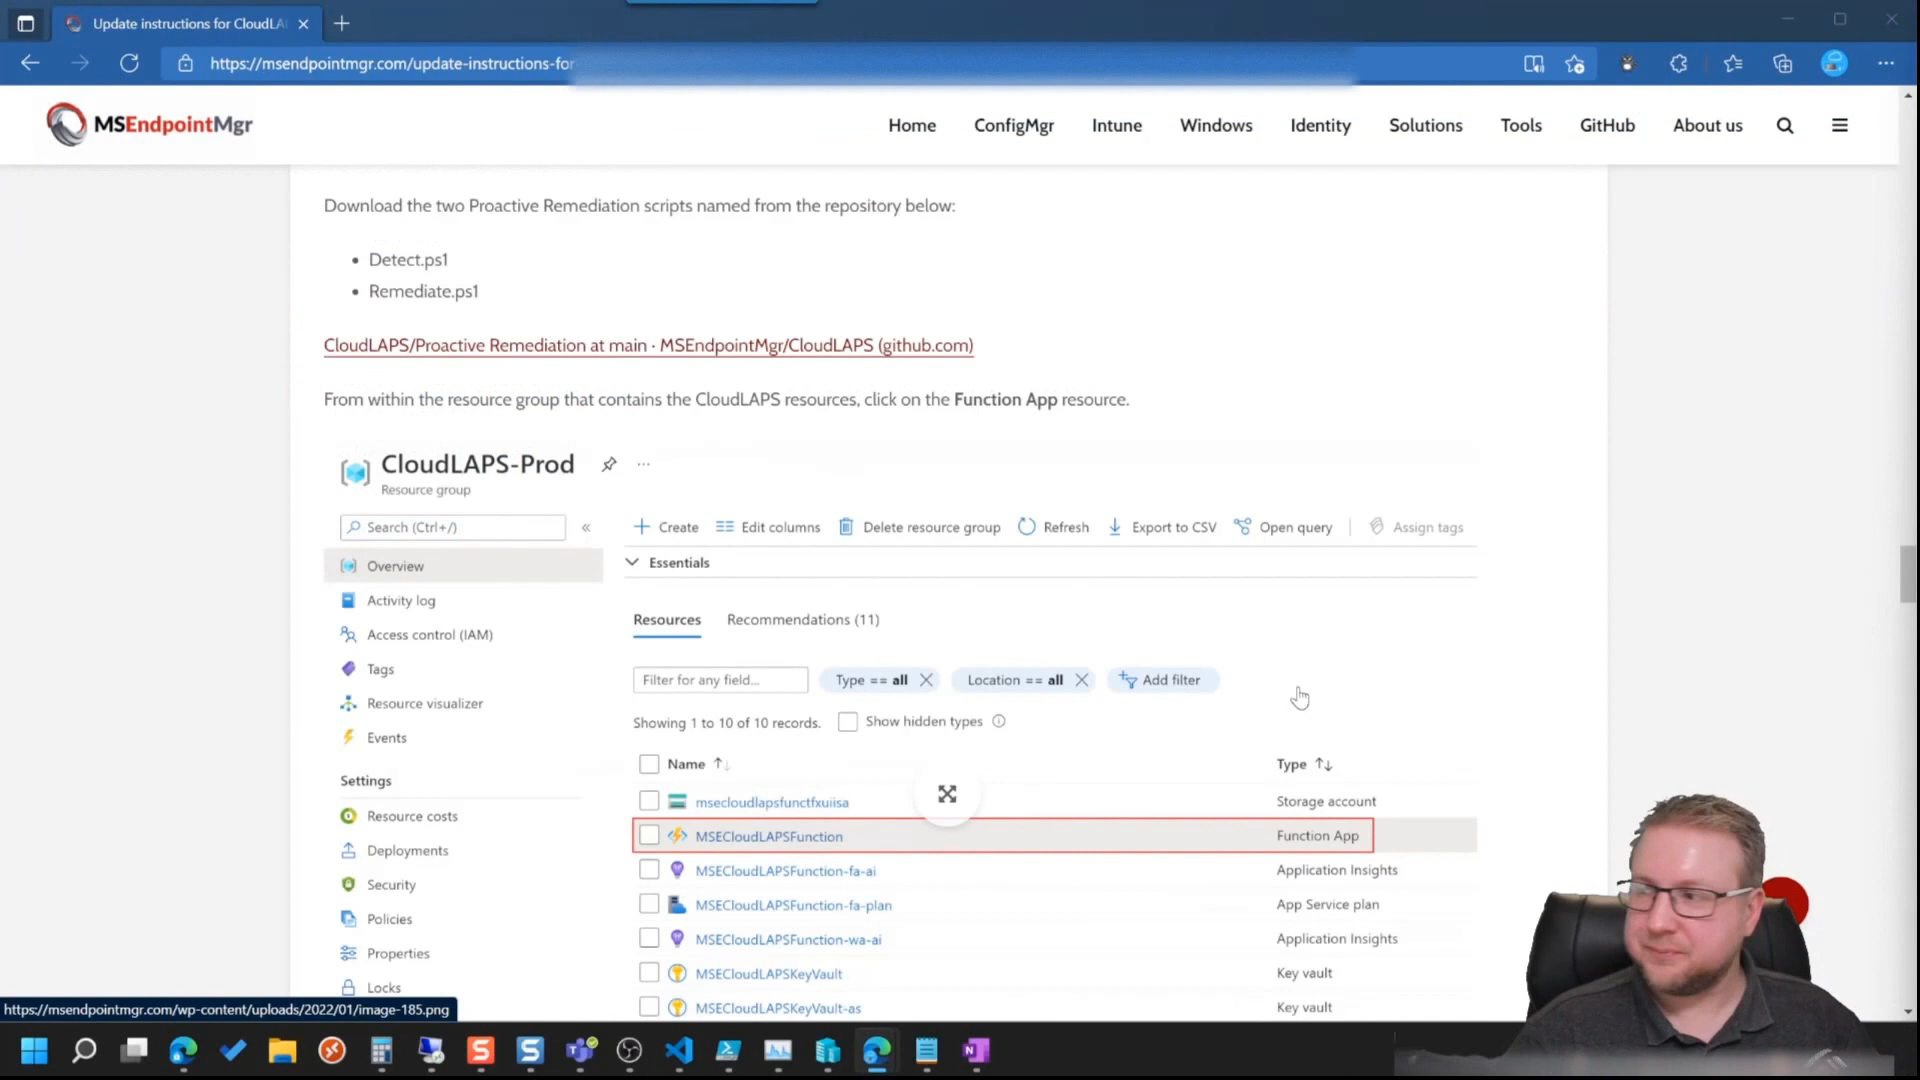 Update instructions for CloudLA
https://msendpointmgr.com/update-instructions-for
MSEndpointMgr
Home ConfigMgr Intune Windows Identity Solutions Tools GitHub About us
Download the two Proactive Remediation scripts named from the repository below:
• Detect.ps1
• Remediate.ps1
CloudLAPS/Proactive Remediation at main · MSEndpointMgr/CloudLAPS (github.com)
From within the resource group that contains the CloudLAPS resources, click on the Function App resource.
CloudLAPS-Prod ...
Resource group
Search (Ctrl+/) «
Create Edit columns Delete resource group Refresh Export to CSV Open query Assign tags
Overview
Activity log
Access control (IAM)
Tags
Resource visualizer
Events
Settings
Resource costs
Deployments
Security
Policies
Properties
Locks
Essentials
Resources Recommendations (11)
Filter for any field... Type == all Location == all Add filter
Showing 1 to 10 of 10 records. Show hidden types
Name Type
msecloudlapsfunctfxuiisa Storage account
MSECloudLAPSFunction Function App
MSECloudLAPSFunction-fa-ai Application Insights
MSECloudLAPSFunction-fa-plan App Service plan
MSECloudLAPSFunction-wa-ai Application Insights
MSECloudLAPSKeyVault Key vault
MSECloudLAPSKeyVault-as Key vault
https://msendpointmgr.com/wp-content/uploads/2022/01/image-185.png